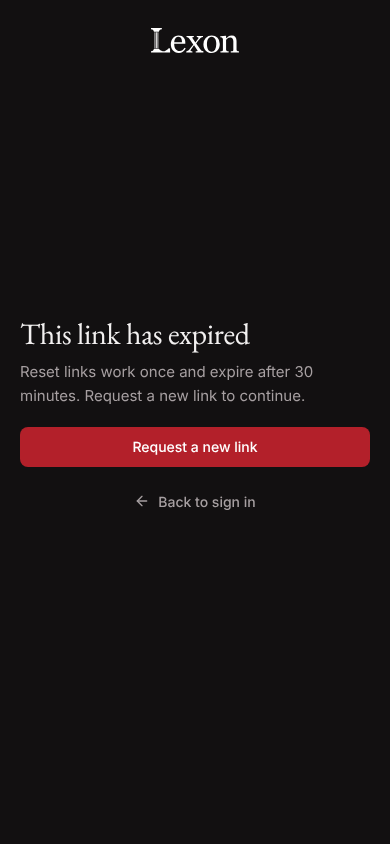 Lexon
This link has expired
Reset links work once and expire after 30
minutes. Request a new link to continue.
Request a new link
← Back to sign in